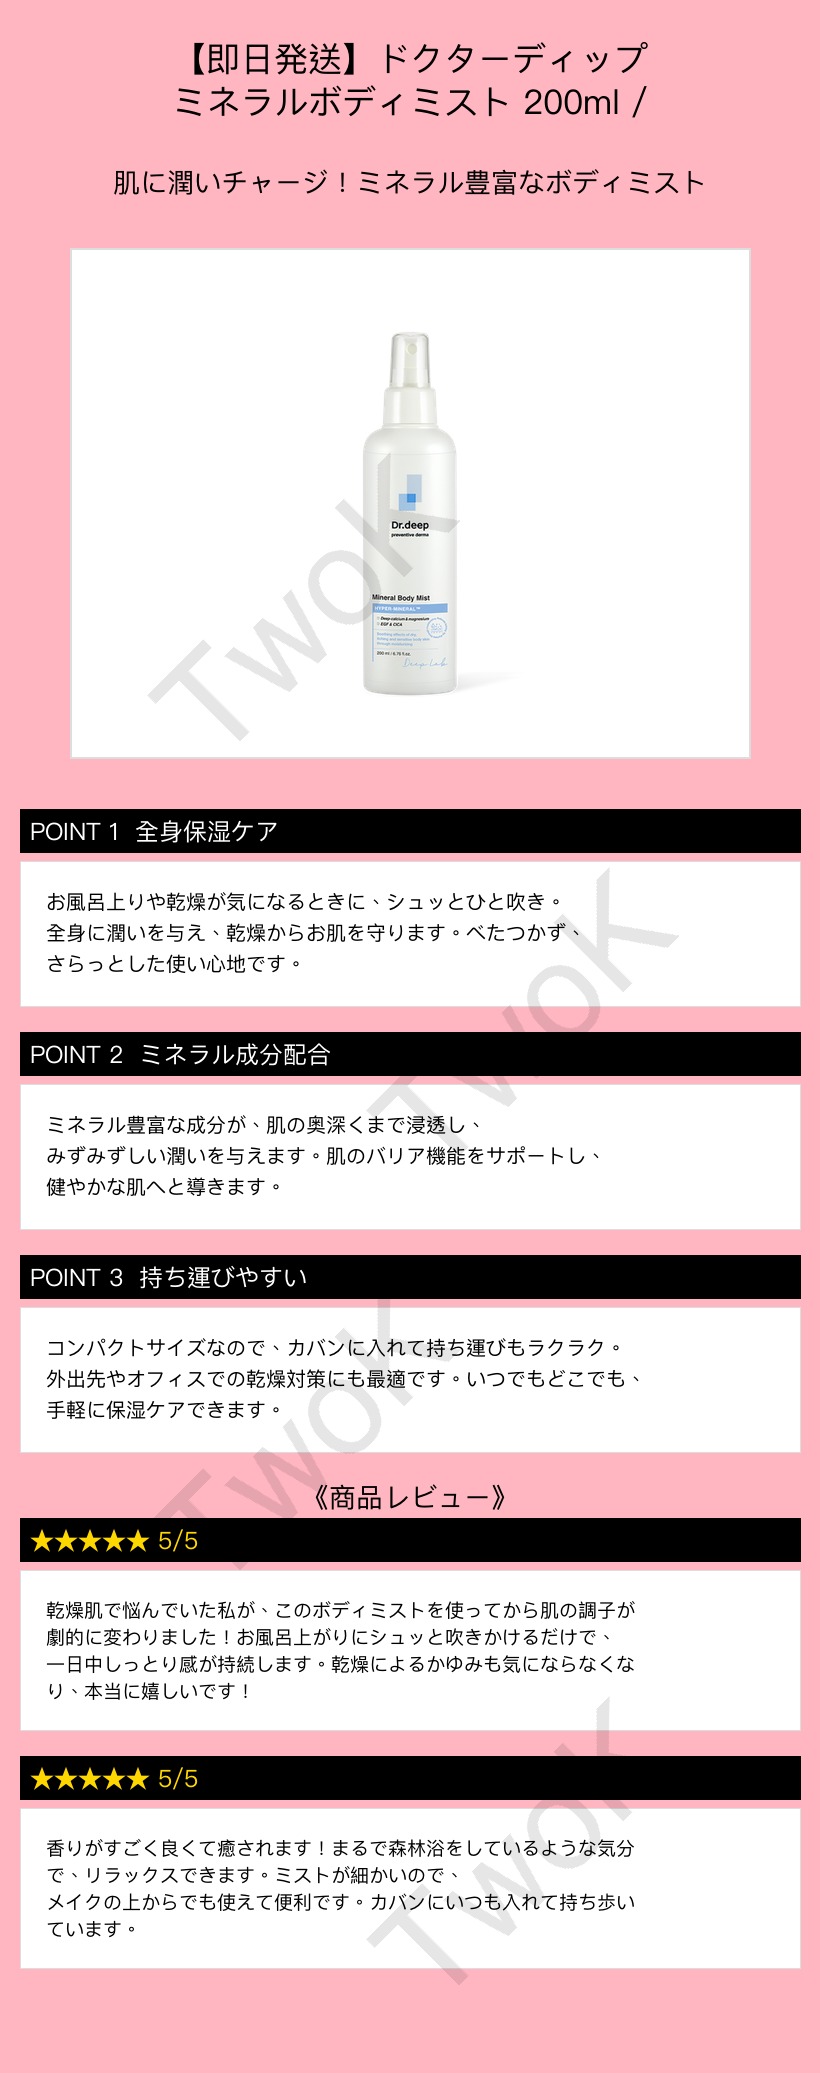 【即日発送】ドクターディップ
ミネラルボディミスト 200ml /
肌に潤いチャージ！ミネラル豊富なボディミスト
Dr.deep
preventive derma
Mineral Body Mist
HYPER-MINERAL™
Deep calcium & magnesium
EGF & CICA
Soothing effects of dry,
itching and sensitive body skin
through moisturizing
200 ml / 6.76 fl.oz.
Deep Lab
TwoK
POINT 1 全身保湿ケア
お風呂上りや乾燥が気になるときに、シュッとひと吹き。
全身に潤いを与え、乾燥からお肌を守ります。べたつかず、
さらっとした使い心地です。
TwoK
POINT 2 ミネラル成分配合
ミネラル豊富な成分が、肌の奥深くまで浸透し、
みずみずしい潤いを与えます。肌のバリア機能をサポートし、
健やかな肌へと導きます。
POINT 3 持ち運びやすい
コンパクトサイズなので、カバンに入れて持ち運びもラクラク。
外出先やオフィスでの乾燥対策にも最適です。いつでもどこでも、
手軽に保湿ケアできます。
TwoK
《商品レビュー》
★★★★★ 5/5
乾燥肌で悩んでいた私が、このボディミストを使ってから肌の調子が
劇的に変わりました！お風呂上がりにシュッと吹きかけるだけで、
一日中しっとり感が持続します。乾燥によるかゆみも気にならなくな
り、本当に嬉しいです！
★★★★★ 5/5
香りがすごく良くて癒されます！まるで森林浴をしているような気分
で、リラックスできます。ミストが細かいので、
メイクの上からでも使えて便利です。カバンにいつも入れて持ち歩い
ています。
TwoK